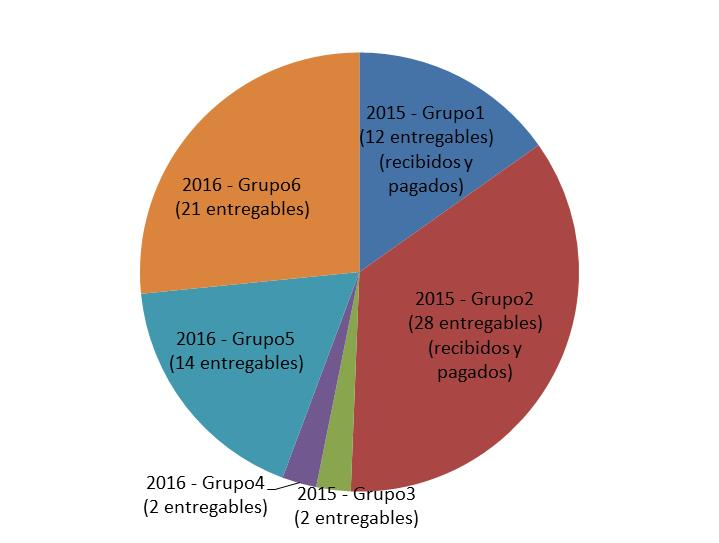 2015 - Grupo1
(12 entregables)
(recibidos y
pagados)
2016 - Grupo6
(21 entregables)
2015 - Grupo2
(28 entregables)
(recibidos y
pagados)
2016 - Grupo5
(14 entregables)
2016 - Grupo4
(2 entregables)
2015 - Grupo3
(2 entregables)